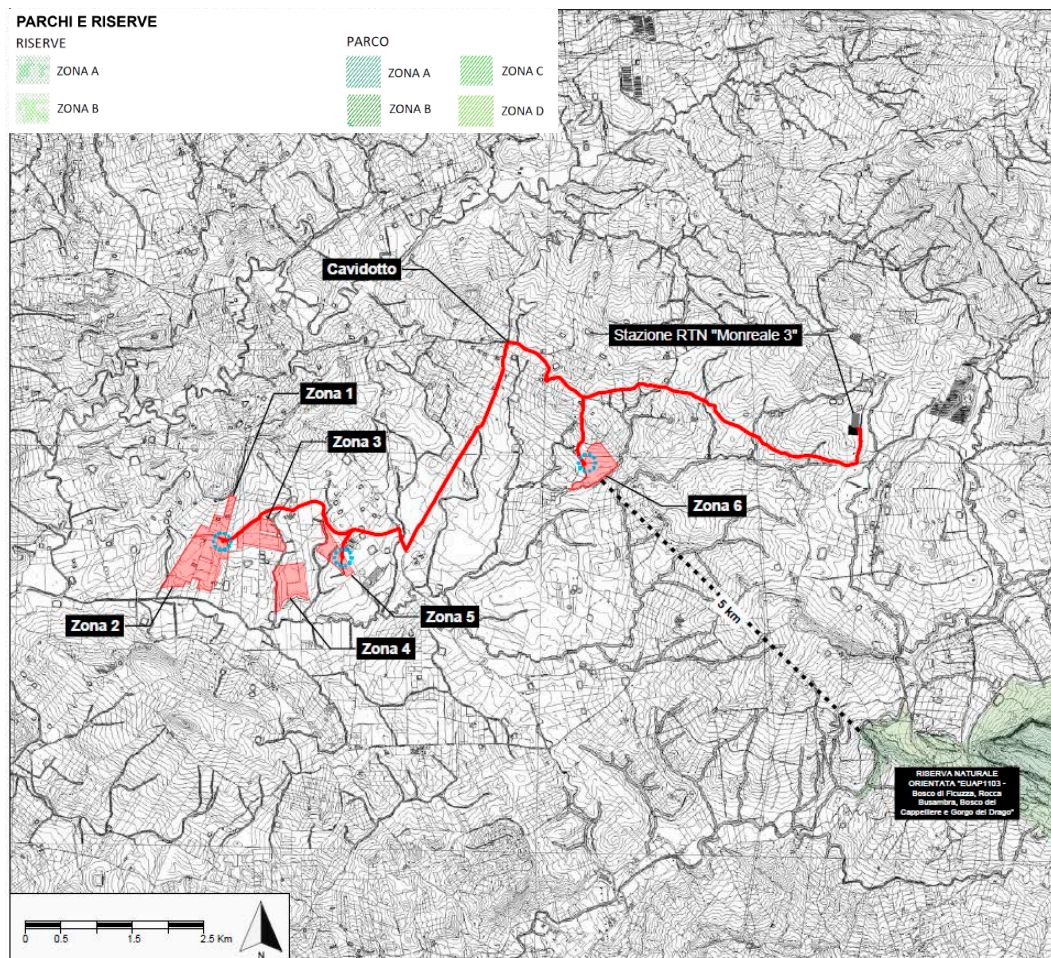 PARCHI E RISERVE
RISERVE
PARCO
ZONA A
ZONA A
ZONA C
ZONA B
ZONA B
ZONA D
Cavidotto
Stazione RTN "Monreale 3"
Zona 1
Zona 3
Zona 6
Zona 2
Zona 5
Zona 4
5 km
RISERVA NATURALE
ORIENTATA "EUAP1103 -
Bosco di Ficuzza, Rocca
Busambra, Bosco del
Cappelliere e Gorgo del Drago"
0 0.5 1.5 2.5 Km
N